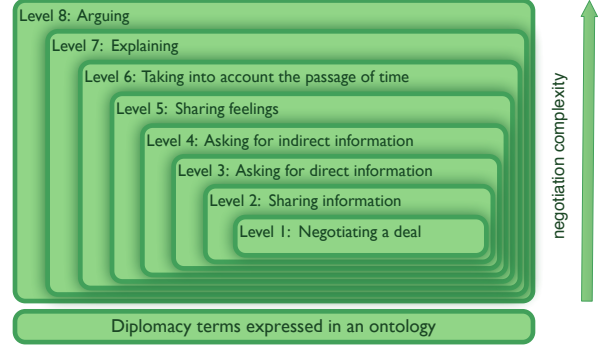 Level 8: Arguing
Level 7: Explaining
Level 6: Taking into account the passage of time
Level 5: Sharing feelings
Level 4: Asking for indirect information
Level 3: Asking for direct information
Level 2: Sharing information
Level 1: Negotiating a deal
Diplomacy terms expressed in an ontology
negotiation complexity